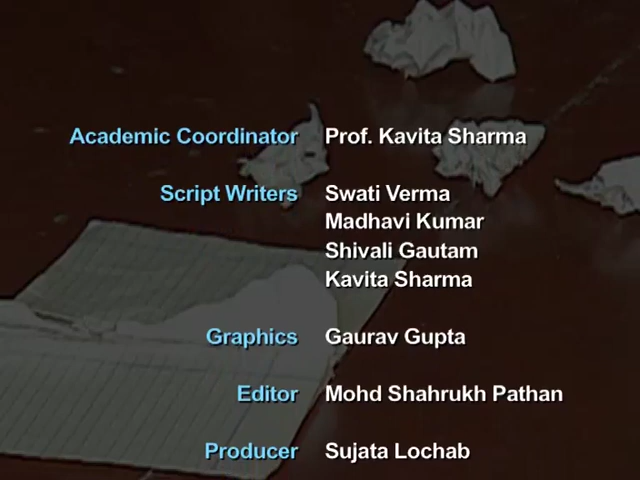 Academic Coordinator Prof. Kavita Sharma
Script Writers Swati Verma
Madhavi Kumar
Shivali Gautam
Kavita Sharma
Graphics Gaurav Gupta
Editor Mohd Shahrukh Pathan
Producer Sujata Lochab